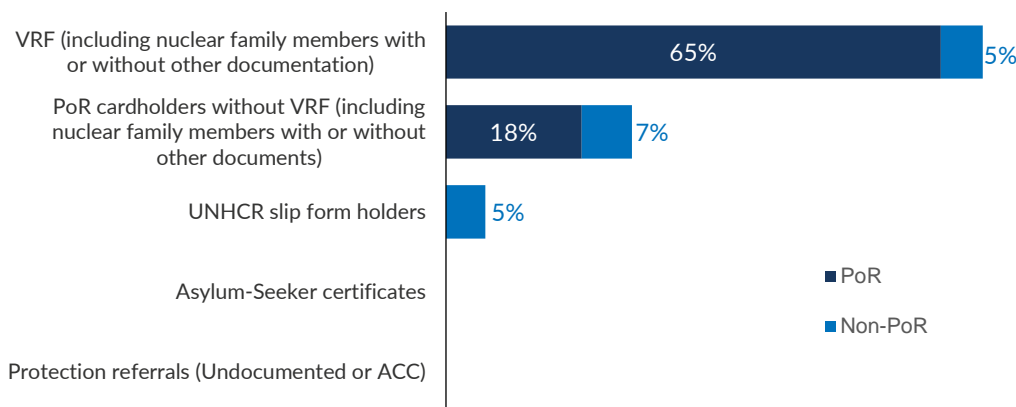 VRF (including nuclear family members with
or without other documentation)
65%
5%
PoR cardholders without VRF (including
nuclear family members with or without
other documents)
18%
7%
UNHCR slip form holders
5%
Asylum-Seeker certificates
PoR
Non-PoR
Protection referrals (Undocumented or ACC)